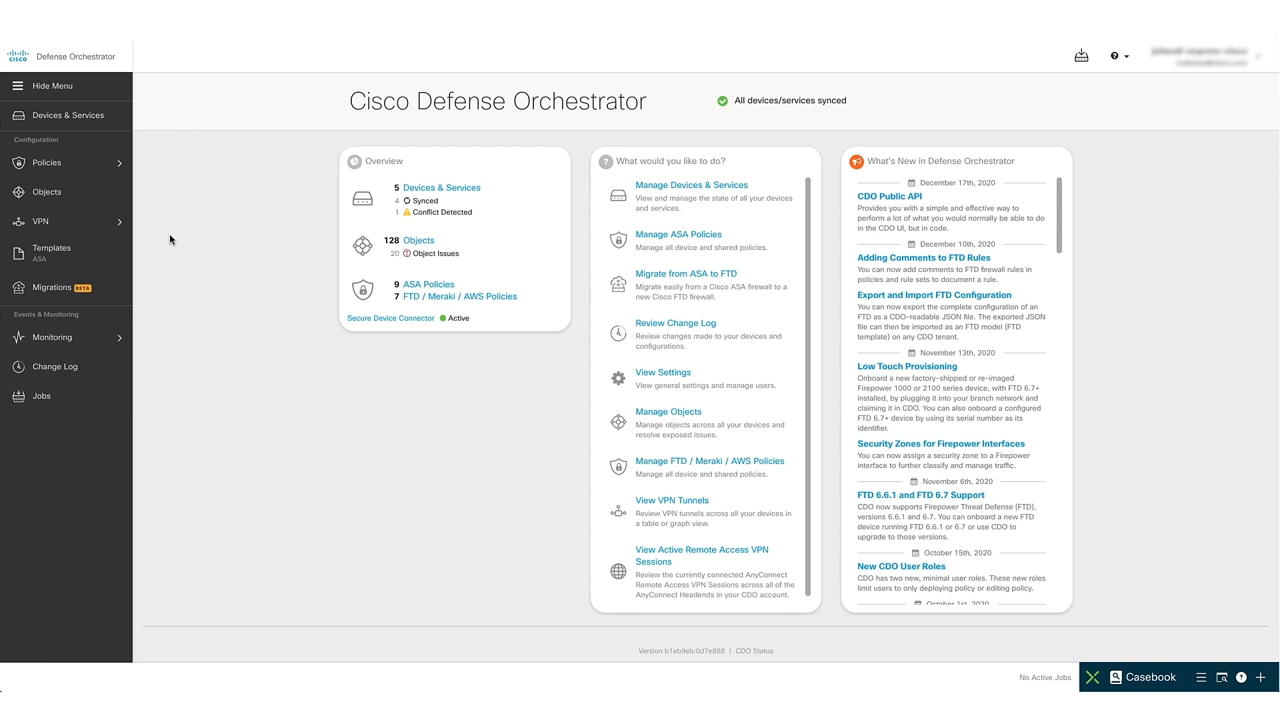 cisco Defense Orchestrator
Hide Menu
Devices & Services
Configuration
Policies
Objects
VPN
Templates
ASA
Migrations BETA
Events & Monitoring
Monitoring
Change Log
Jobs
Cisco Defense Orchestrator
All devices/services synced
Overview
5 Devices & Services
4 Synced
1 Conflict Detected
128 Objects
20 Object Issues
9 ASA Policies
7 FTD / Meraki / AWS Policies
Secure Device Connector Active
What would you like to do?
Manage Devices & Services
View and manage the state of all your devices
and services.
Manage ASA Policies
Manage all device and shared policies.
Migrate from ASA to FTD
Migrate easily from a Cisco ASA firewall to a
new Cisco FTD firewall.
Review Change Log
Review changes made to your devices and
configurations.
View Settings
View general settings and manage users.
Manage Objects
Manage objects across all your devices and
resolve exposed issues.
Manage FTD / Meraki / AWS Policies
Manage all device and shared policies.
View VPN Tunnels
Review VPN tunnels across all your devices in
a table or graph view.
View Active Remote Access VPN
Sessions
Review the currently connected AnyConnect
Remote Access VPN Sessions across all of the
AnyConnect Headends in your CDO account.
What's New in Defense Orchestrator
December 17th, 2020
CDO Public API
Provides you with a simple and effective way to
perform a lot of what you would normally be able to do
in the CDO UI, but in code.
December 10th, 2020
Adding Comments to FTD Rules
You can now add comments to FTD firewall rules in
policies and rule sets to document a rule.
Export and Import FTD Configuration
You can now export the complete configuration of an
FTD as a CDO-readable JSON file. The exported JSON
file can then be imported as an FTD model (FTD
template) on any CDO tenant.
November 13th, 2020
Low Touch Provisioning
Onboard a new factory-shipped or re-imaged
Firepower 1000 or 2100 series device, with FTD 6.7+
installed, by plugging it into your branch network and
claiming it in CDO. You can also onboard a configured
FTD 6.7+ device by using its serial number as its
identifier.
Security Zones for Firepower Interfaces
You can now assign a security zone to a Firepower
interface to further classify and manage traffic.
November 6th, 2020
FTD 6.6.1 and FTD 6.7 Support
CDO now supports Firepower Threat Defense (FTD),
versions 6.6.1 and 6.7. You can onboard a new FTD
device running FTD 6.6.1 or 6.7 or use CDO to
upgrade to those versions.
October 15th, 2020
New CDO User Roles
CDO has two new, minimal user roles. These new roles
limit users to only deploying policy or editing policy.
October 1st, 2020
Version b1eb9eb:0d7e888 | CDO Status
No Active Jobs
Casebook